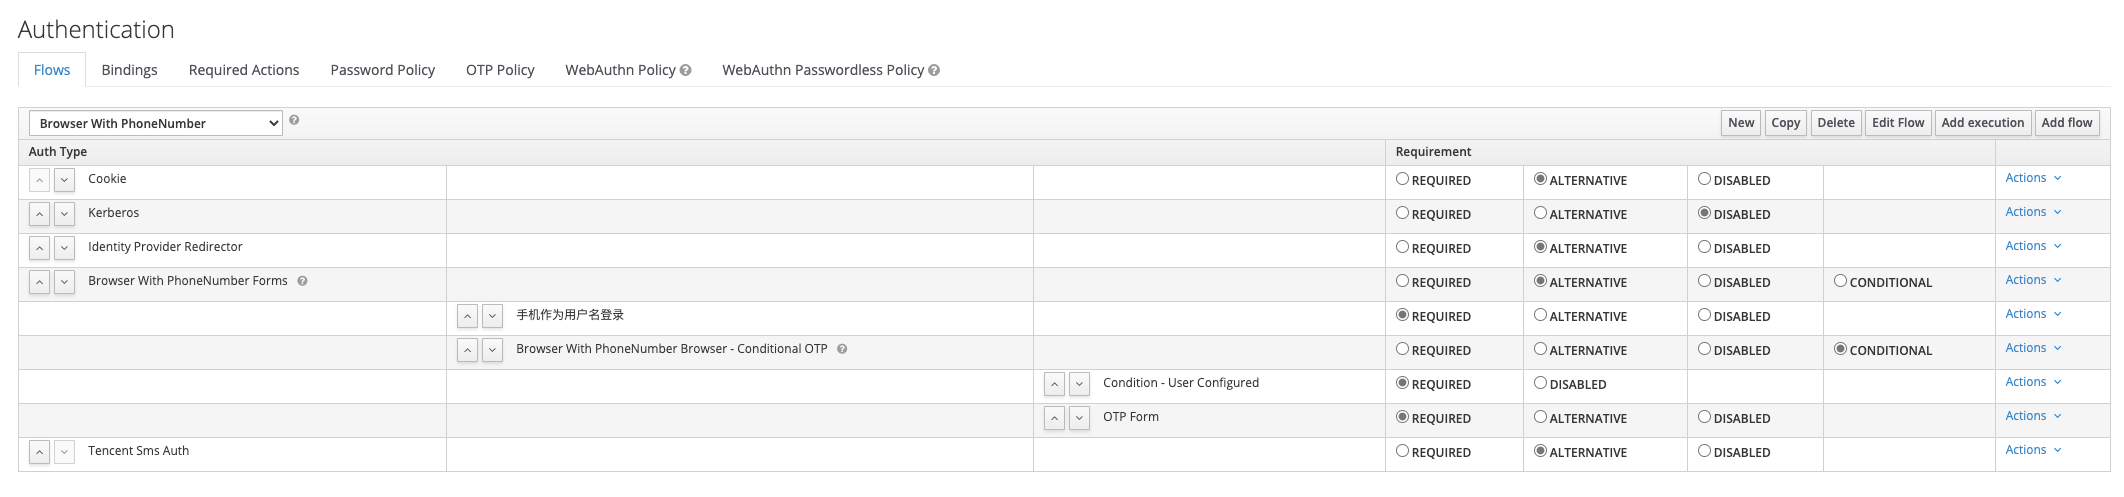 Authentication
Flows Bindings Required Actions Password Policy OTP Policy WebAuthn Policy WebAuthn Passwordless Policy
Browser With PhoneNumber New Copy Delete Edit Flow Add execution Add flow
Auth Type Requirement
Cookie REQUIRED ALTERNATIVE DISABLED Actions
Kerberos REQUIRED ALTERNATIVE DISABLED Actions
Identity Provider Redirector REQUIRED ALTERNATIVE DISABLED Actions
Browser With PhoneNumber Forms REQUIRED ALTERNATIVE DISABLED CONDITIONAL Actions
手机作为用户名登录 REQUIRED ALTERNATIVE DISABLED Actions
Browser With PhoneNumber Browser - Conditional OTP REQUIRED ALTERNATIVE DISABLED CONDITIONAL Actions
Condition - User Configured REQUIRED DISABLED Actions
OTP Form REQUIRED ALTERNATIVE DISABLED Actions
Tencent Sms Auth REQUIRED ALTERNATIVE DISABLED Actions